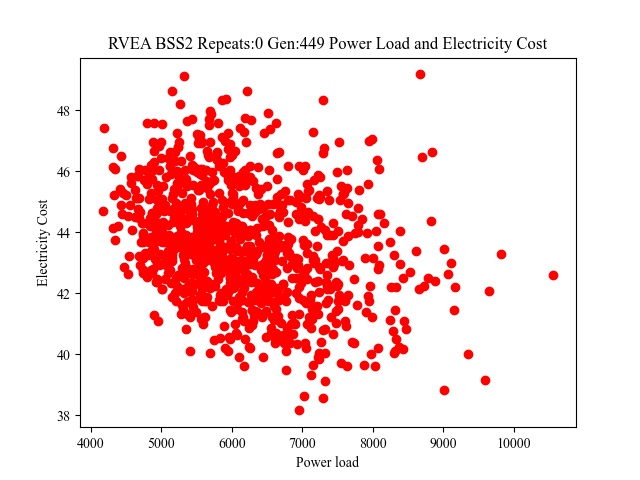 RVEA BSS2 Repeats:0 Gen:449 Power Load and Electricity Cost
48
46
44
42
40
38
Electricity Cost
4000 5000 6000 7000 8000 9000 10000
Power load